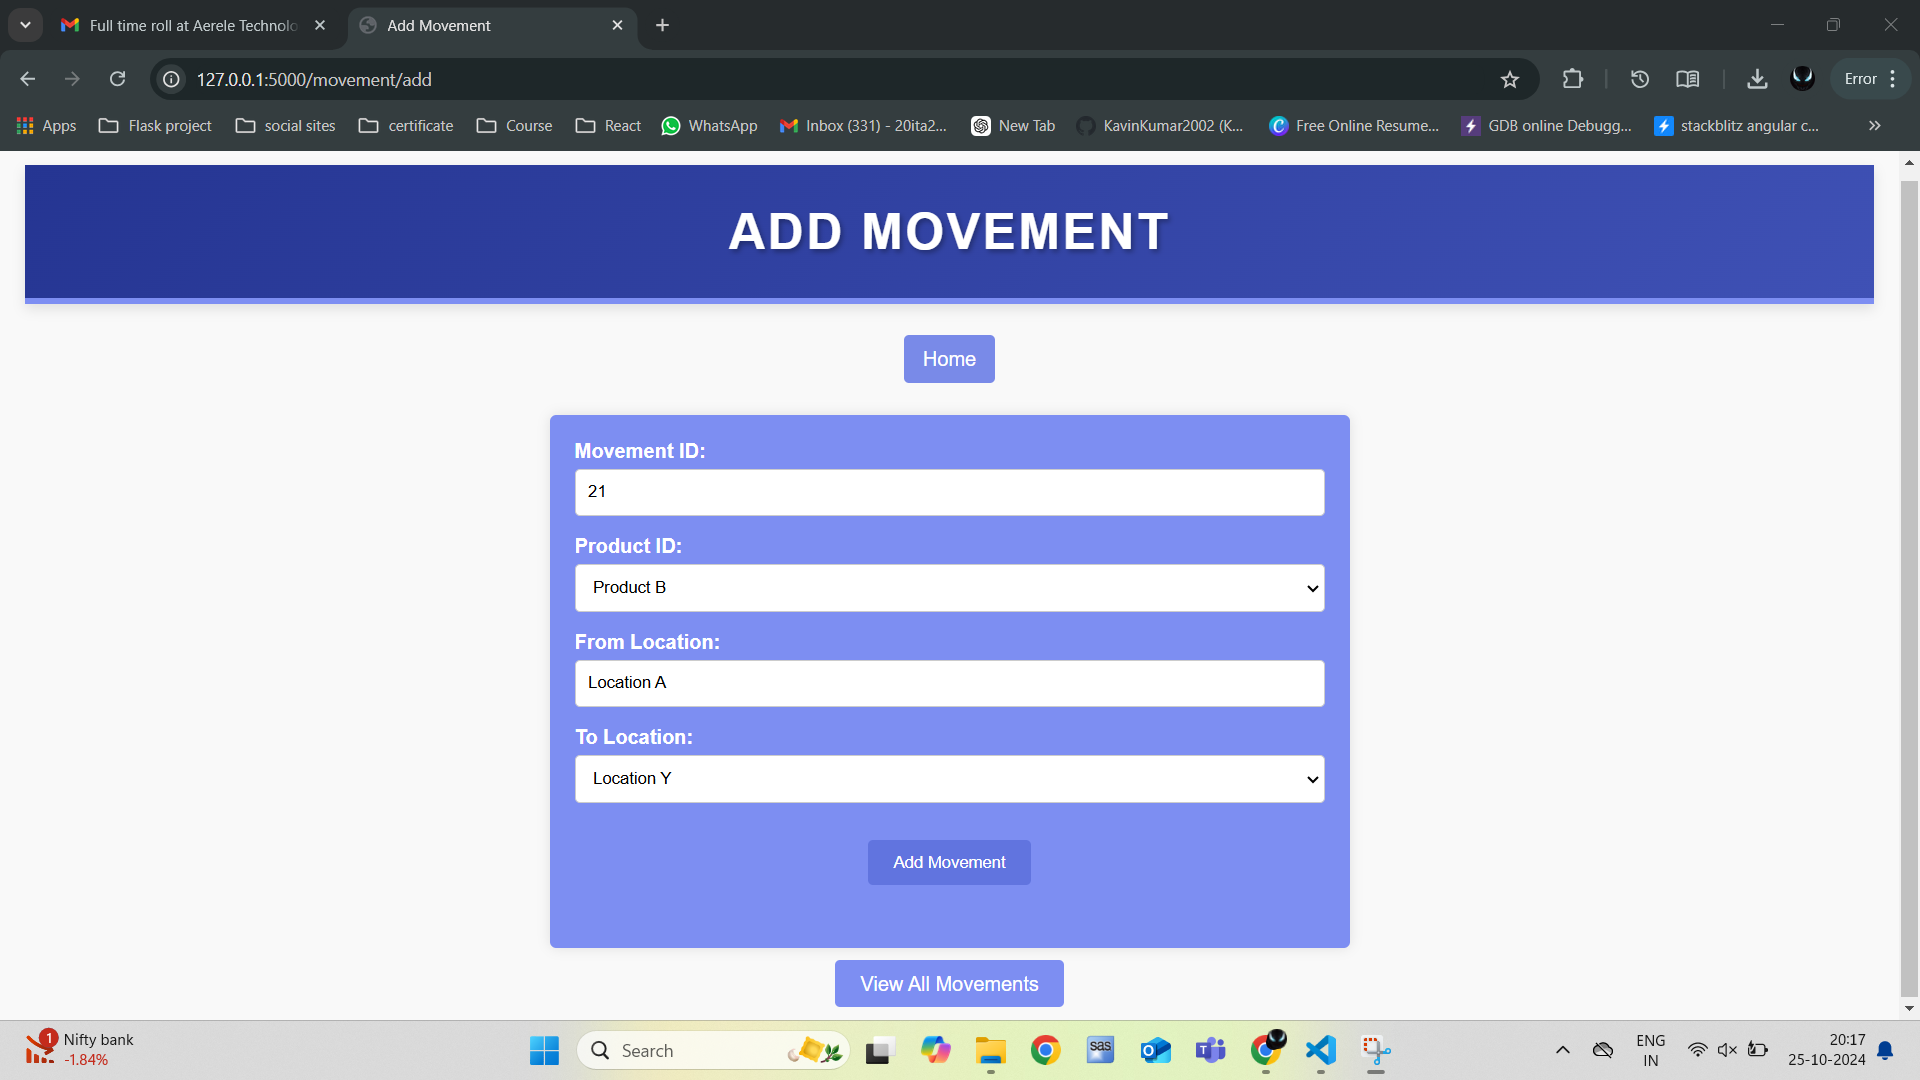 Full time roll at Aerele Technolo
Add Movement
127.0.0.1:5000/movement/add
Error
Apps
Flask project
social sites
certificate
Course
React
WhatsApp
Inbox (331) - 20ita2...
New Tab
KavinKumar2002 (K...
Free Online Resume...
GDB online Debugg...
stackblitz angular c...
ADD MOVEMENT
Home
Movement ID:
21
Product ID:
Product B
From Location:
Location A
To Location:
Location Y
Add Movement
View All Movements
1
Nifty bank
-1.84%
Search
sas
ENG
IN
20:17
25-10-2024